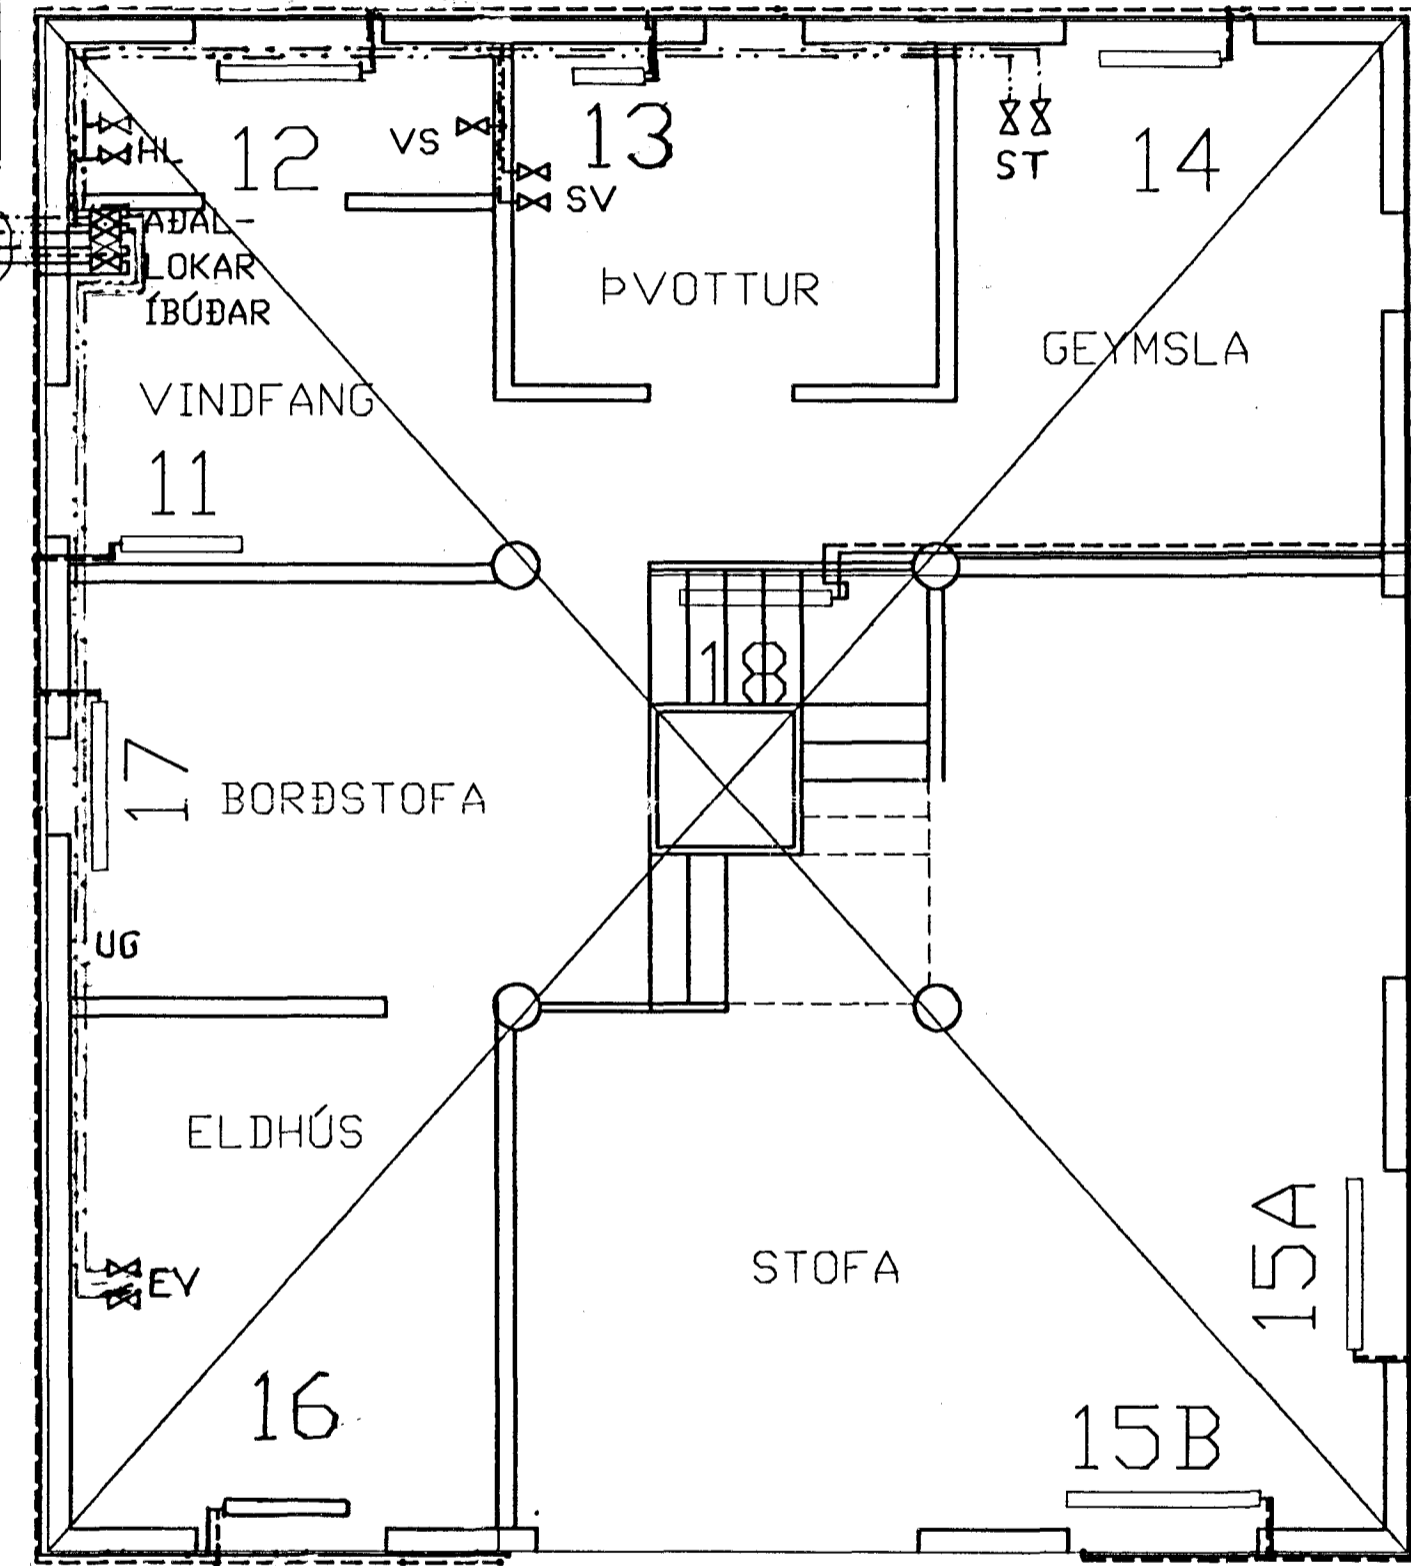 12
VS
13
HL
ST
14
SV
AÐAL-
LOKAR
ÍBÚÐAR
ÞVOTTUR
GEYMSLA
VINDFANG
11
18
17
BORÐSTOFA
UG
ELDHÚS
STOFA
15A
EV
16
15B